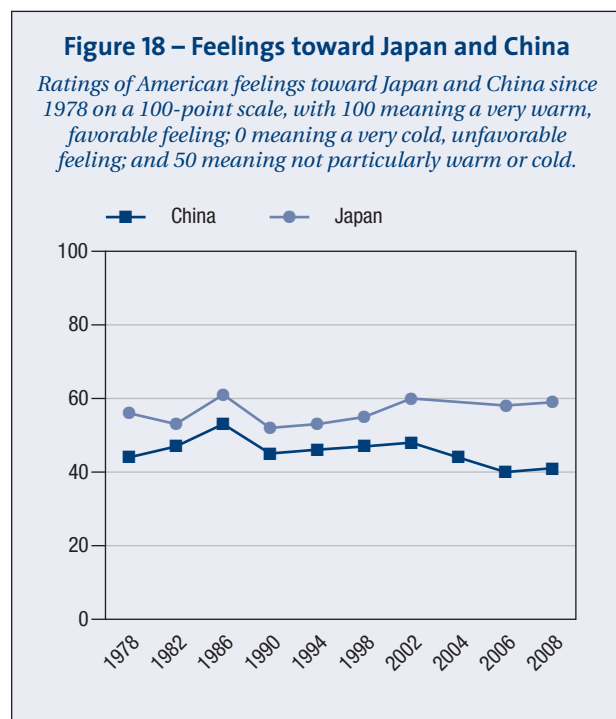 Figure 18 – Feelings toward Japan and China
Ratings of American feelings toward Japan and China since
1978 on a 100-point scale, with 100 meaning a very warm,
favorable feeling; 0 meaning a very cold, unfavorable
feeling; and 50 meaning not particularly warm or cold.
China Japan
100
80
60
40
20
0
1978 1982 1986 1990 1994 1998 2002 2004 2006 2008